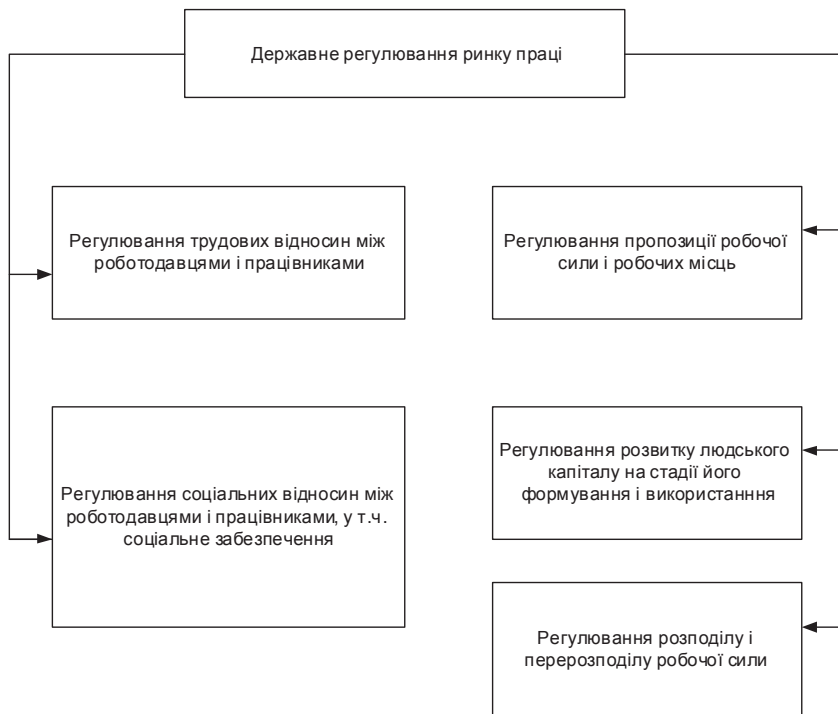 Державне регулювання ринку праці
Регулювання трудових відносин між
роботодавцями і працівниками
Регулювання пропозиції робочої
сили і робочих місць
Регулювання соціальних відносин між
роботодавцями і працівниками, у т.ч.
соціальне забезпечення
Регулювання розвитку людського
капіталу на стадії його
формування і використанння
Регулювання розподілу і
перерозподілу робочої сили